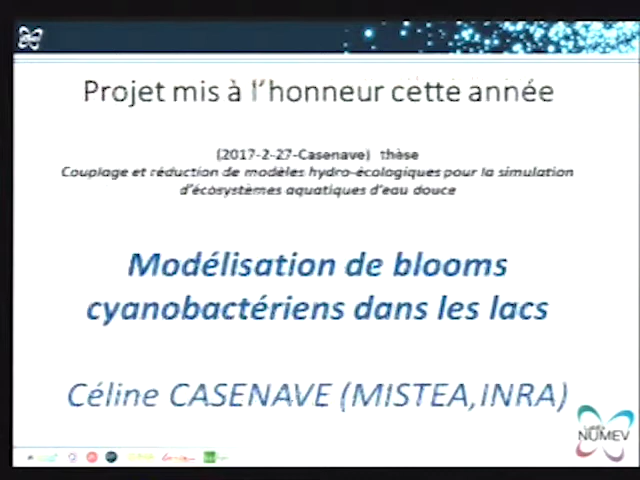 Projet mis à l'honneur cette année
(2017-2-27-Casenave) thèse
Couplage et réduction de modèles hydro-écologiques pour la simulation
d'écosystèmes aquatiques d'eau douce
Modélisation de blooms
cyanobactériens dans les lacs
Céline CASENAVE (MISTEA,INRA)
NUMEV